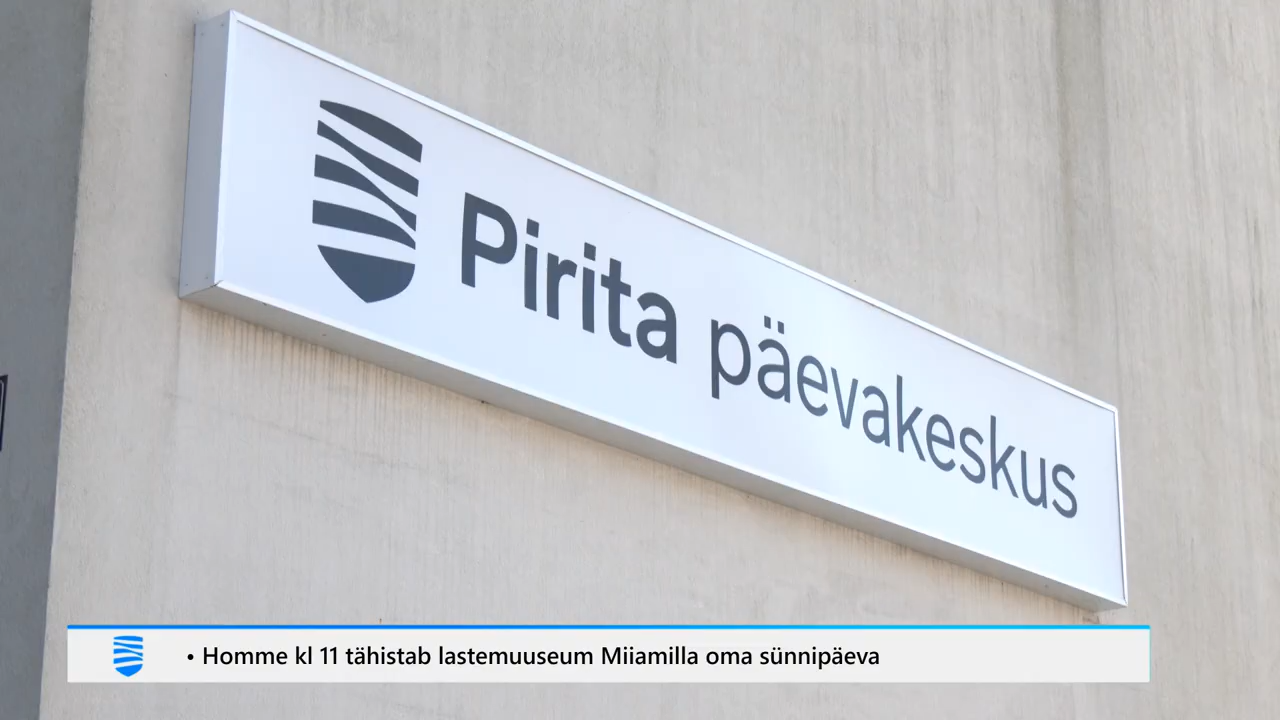 Pirita päevakeskus
• Homme kl 11 tähistab lastemuuseum Miiamilla oma sünnipäeva